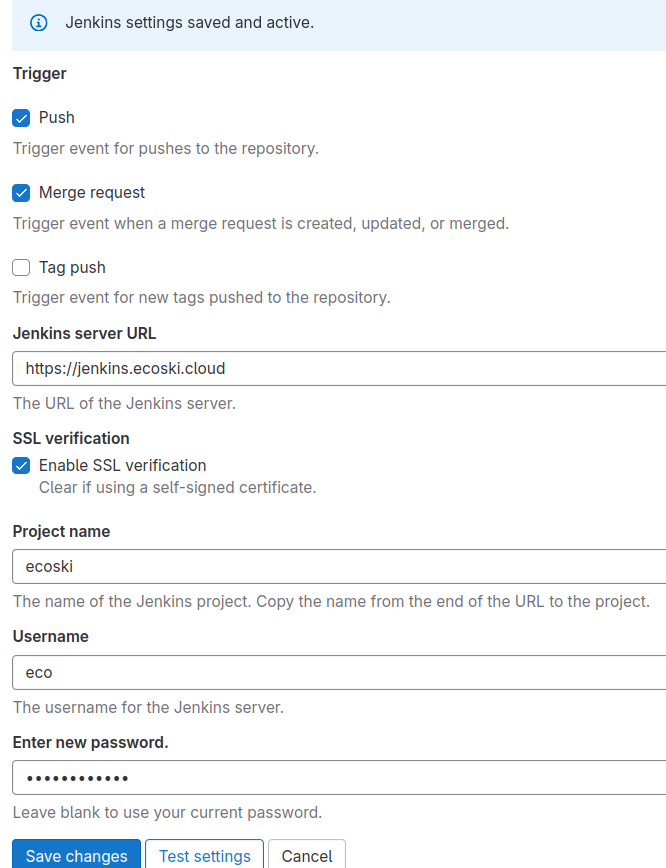 Jenkins settings saved and active.
Trigger
Push
Trigger event for pushes to the repository.
Merge request
Trigger event when a merge request is created, updated, or merged.
Tag push
Trigger event for new tags pushed to the repository.
Jenkins server URL
https://jenkins.ecoski.cloud
The URL of the Jenkins server.
SSL verification
Enable SSL verification
Clear if using a self-signed certificate.
Project name
ecoski
The name of the Jenkins project. Copy the name from the end of the URL to the project.
Username
eco
The username for the Jenkins server.
Enter new password.
••••••••••••
Leave blank to use your current password.
Save changes Test settings Cancel